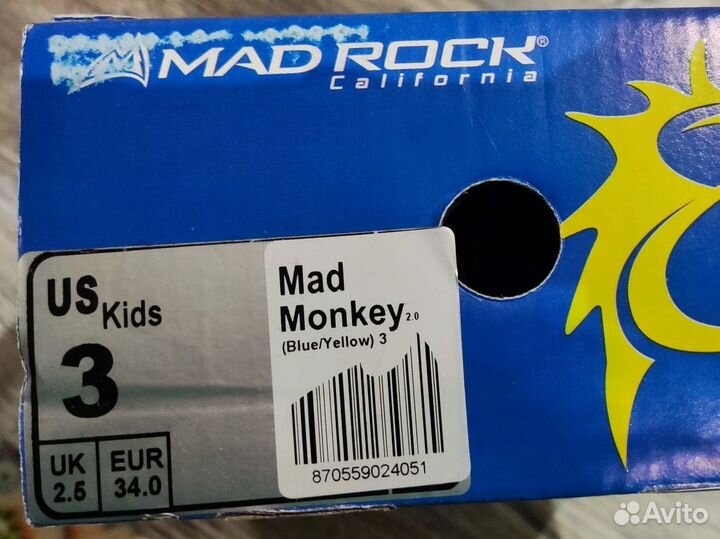 MAD ROCK®
California
US Kids
3
UK
2.5
EUR
34.0
Mad
Monkey 2.0
(Blue/Yellow) 3
870559024051
Avito